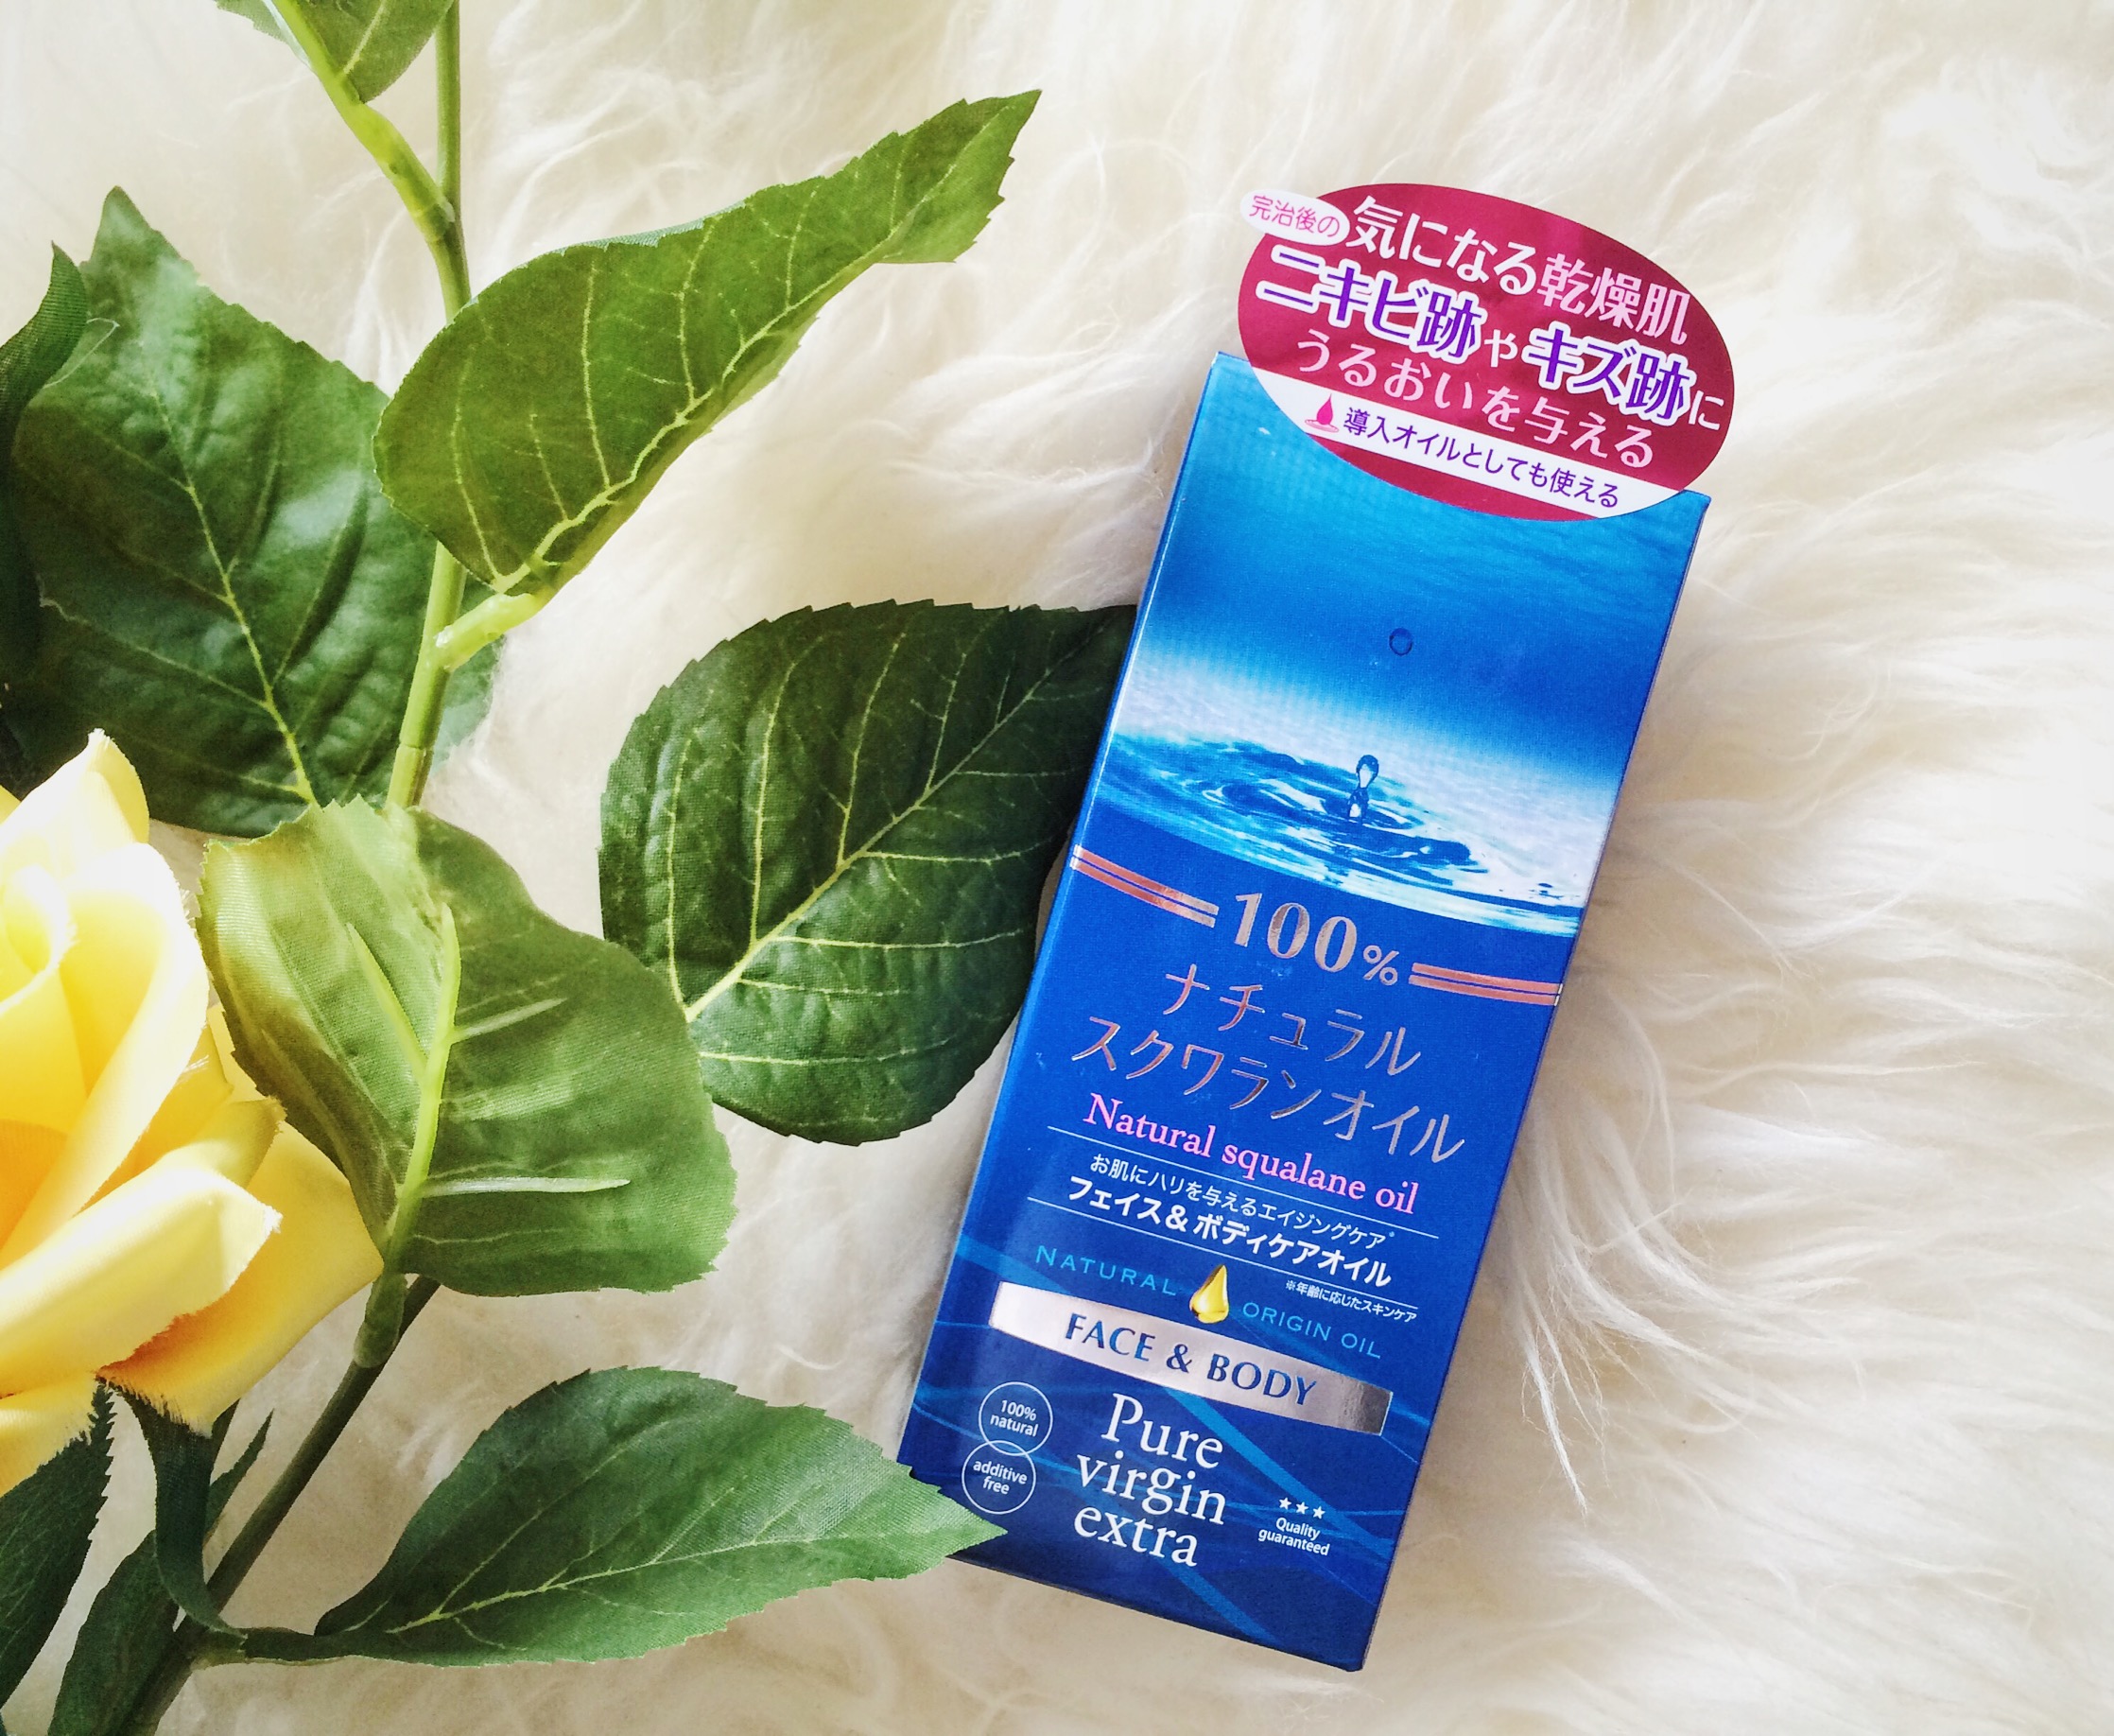 完治後の
気になる乾燥肌
ニキビ跡やキズ跡に
うるおいを与える
導入オイルとしても使える
100%
ナチュラル
スクワランオイル
Natural squalane oil
お肌にハリを与えるエイジングケア※
フェイス&ボディケアオイル
※年齢に応じたスキンケア
NATURAL ORIGIN OIL
FACE & BODY
100%
natural
additive
free
Pure
virgin
extra
★★★
Quality
guaranteed